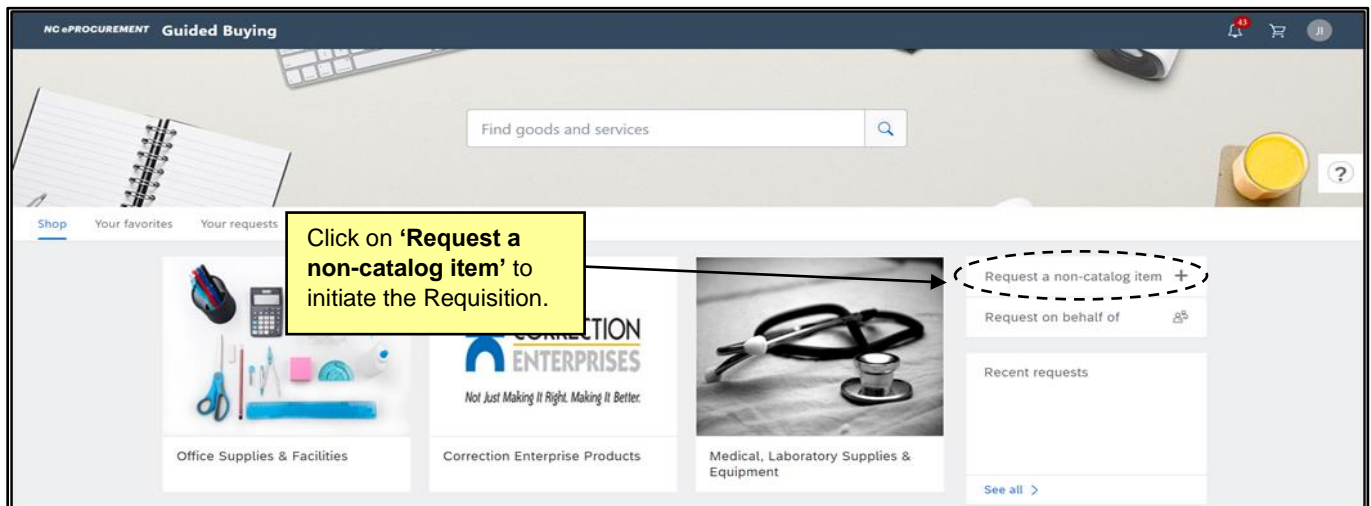 NC ePROCUREMENT Guided Buying
43
JI
Find goods and services
?
Shop Your favorites Your requests
Click on ‘Request a
non-catalog item’ to
initiate the Requisition.
Request a non-catalog item +
Request on behalf of
ENTERPRISES
Not Just Making It Right. Making It Better.
Recent requests
Office Supplies & Facilities
Correction Enterprise Products
Medical, Laboratory Supplies &
Equipment
See all >